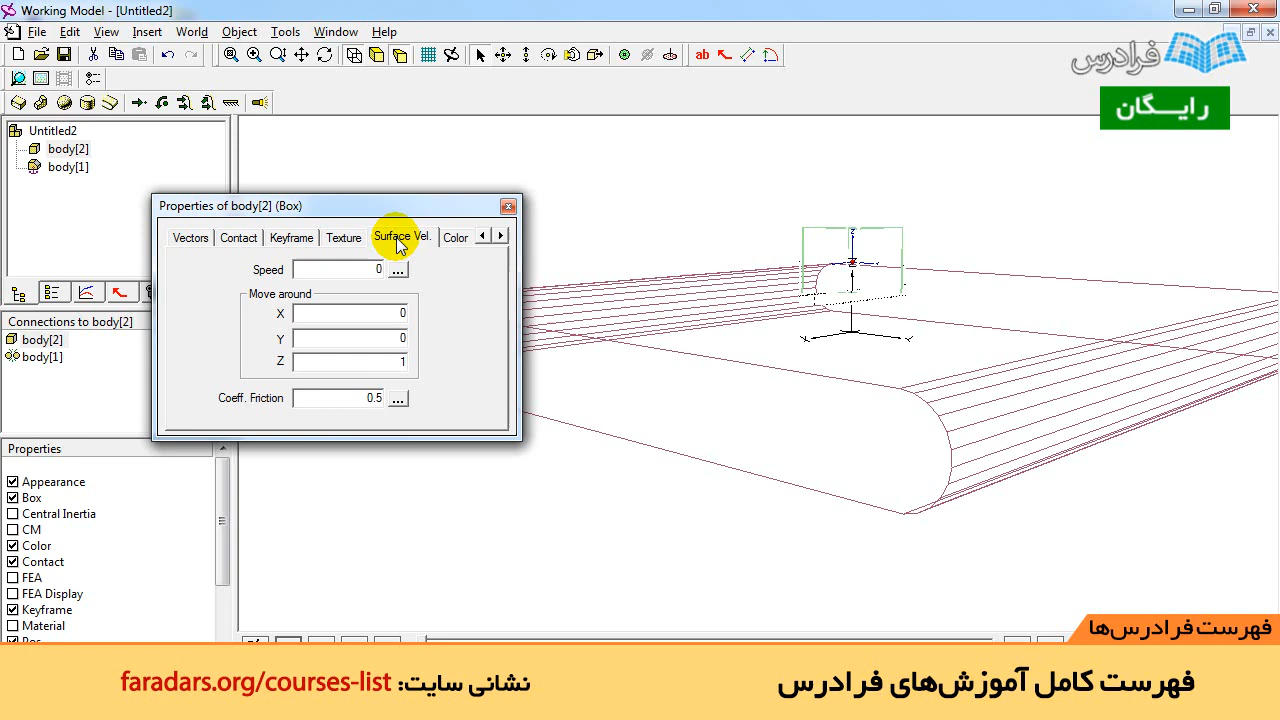 Working Model - [Untitled2]
File Edit View Insert World Object Tools Window Help
ab
فرادرس
رایگان
Untitled2
body[2]
body[1]
Properties of body[2] (Box)
Vectors Contact Keyframe Texture Surface Vel. Color
Speed 0 ...
Move around
X 0
Y 0
Z 1
Coeff. Friction 0.5 ...
Connections to body[2]
body[2]
body[1]
Properties
Appearance
Box
Central Inertia
CM
Color
Contact
FEA
FEA Display
Keyframe
Material
Pos
z
فهرست فرادرس‌ها
فهرست کامل آموزش‌های فرادرس
نشانی سایت: faradars.org/courses-list